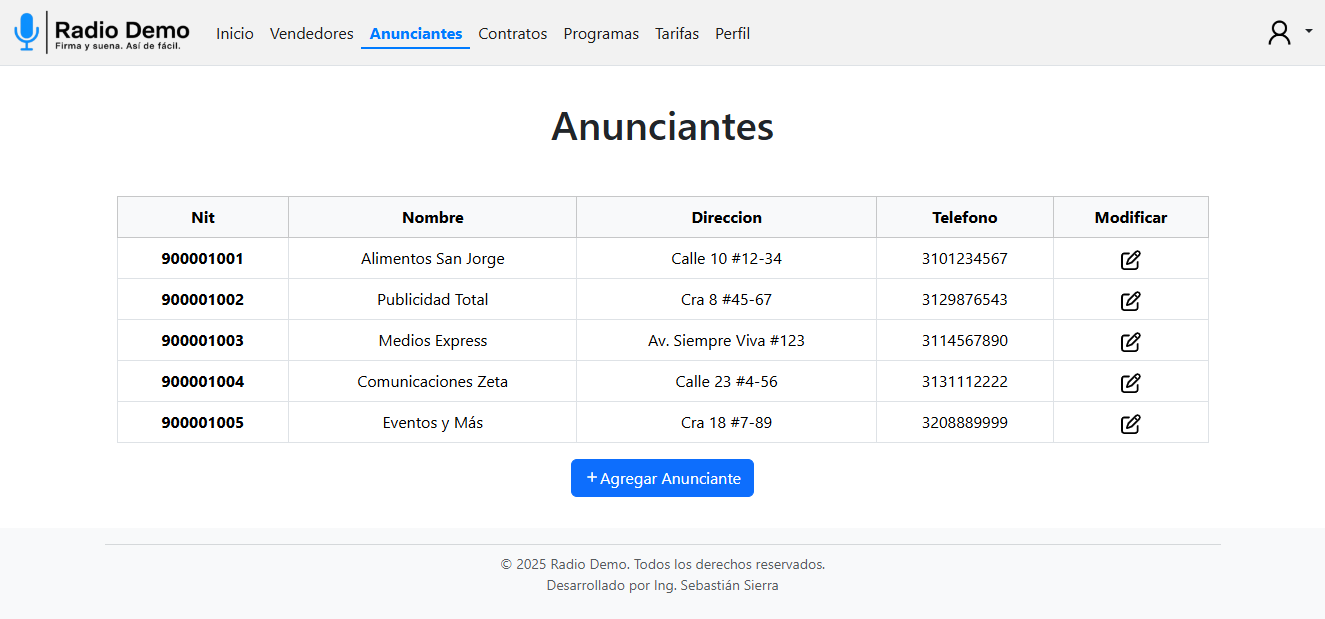 Radio Demo
Firma y suena. Así de fácil.
Inicio Vendedores Anunciantes Contratos Programas Tarifas Perfil
Anunciantes
Nit Nombre Direccion Telefono Modificar
900001001 Alimentos San Jorge Calle 10 #12-34 3101234567
900001002 Publicidad Total Cra 8 #45-67 3129876543
900001003 Medios Express Av. Siempre Viva #123 3114567890
900001004 Comunicaciones Zeta Calle 23 #4-56 3131112222
900001005 Eventos y Más Cra 18 #7-89 3208889999
+ Agregar Anunciante
© 2025 Radio Demo. Todos los derechos reservados.
Desarrollado por Ing. Sebastián Sierra